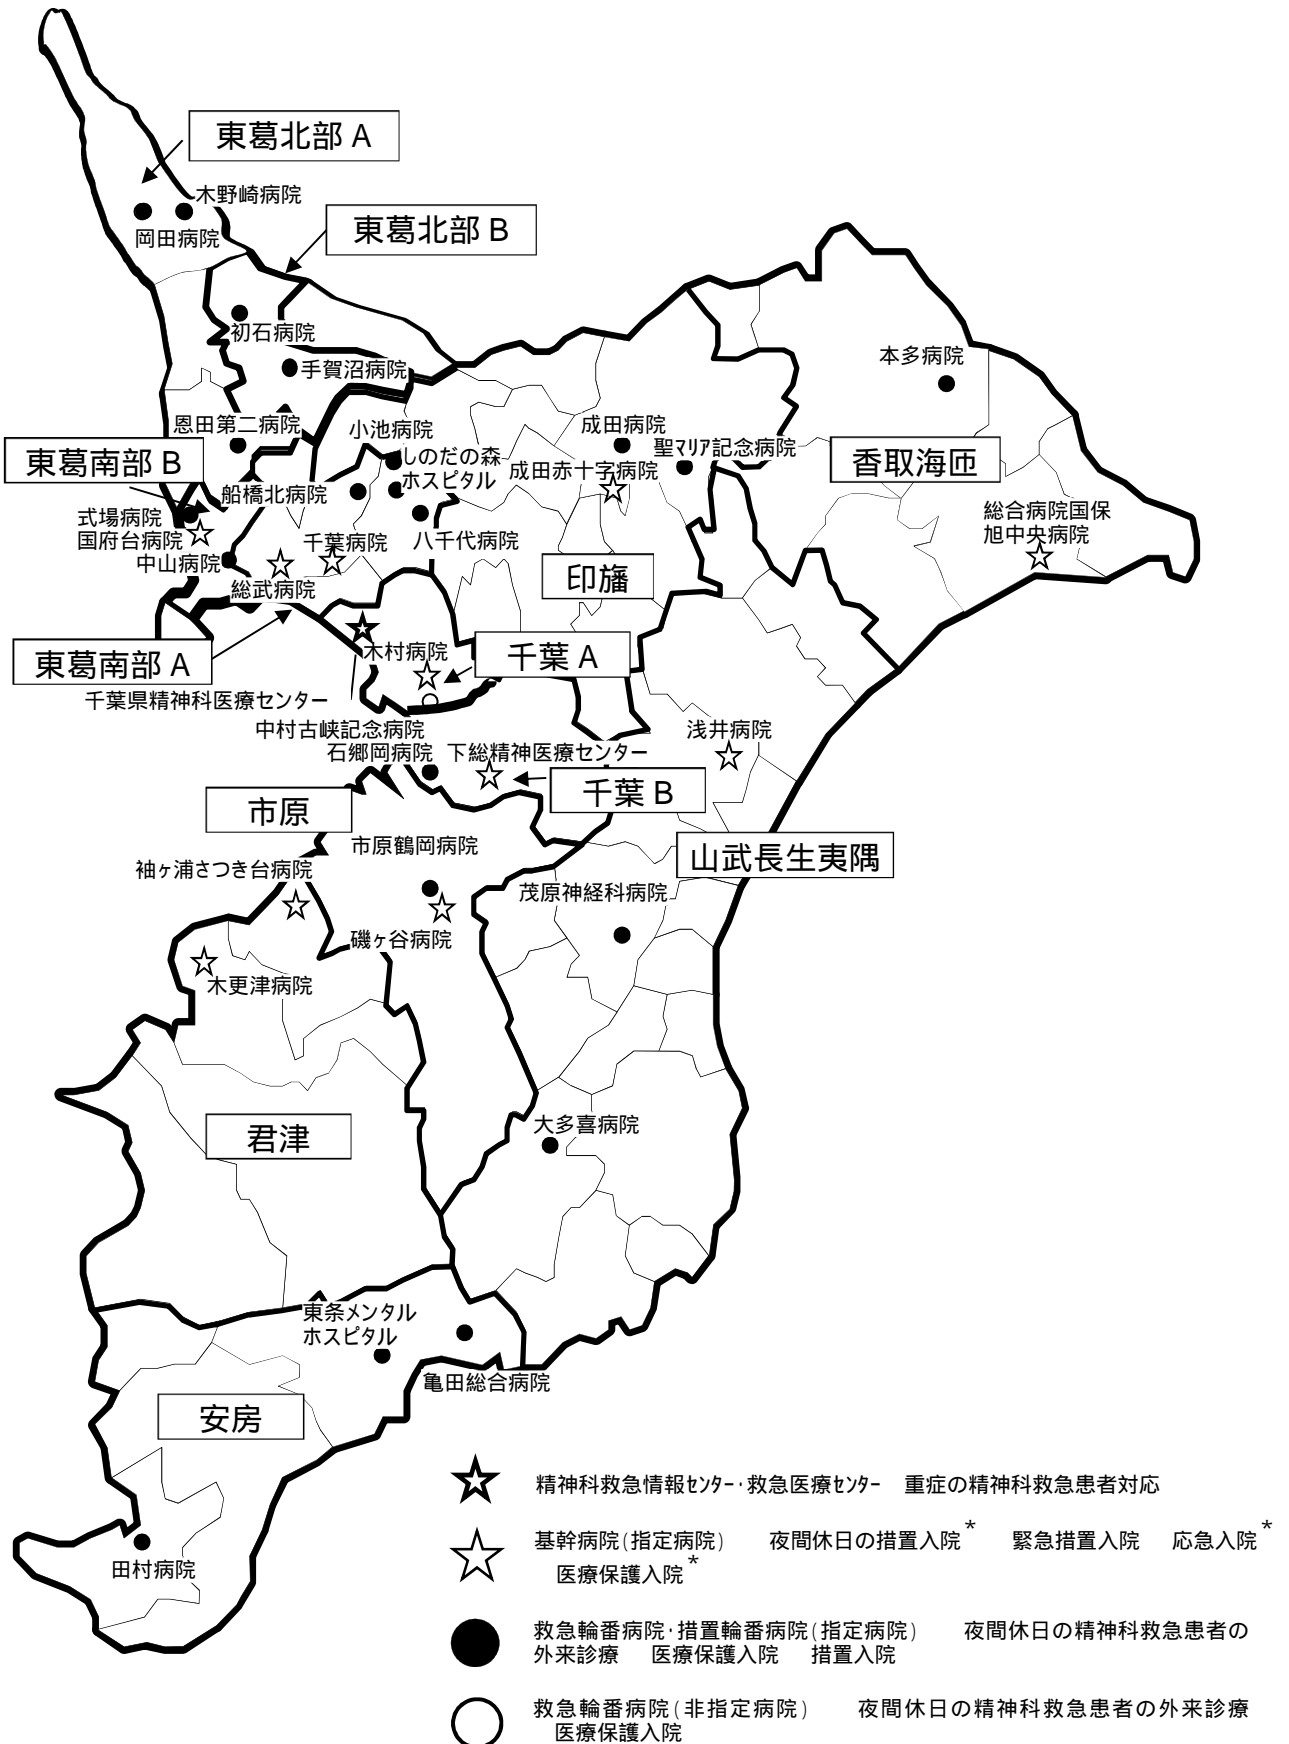 東葛北部 A
木野崎病院
岡田病院
東葛北部 B
初石病院
手賀沼病院
本多病院
恩田第二病院
小池病院
成田病院
しのだの森
ホスピタル
聖マリア記念病院
香取海匝
東葛南部 B
成田赤十字病院
船橋北病院
式場病院
国府台病院
総合病院国保
旭中央病院
千葉病院
八千代病院
中山病院
印旛
総武病院
木村病院
千葉 A
東葛南部 A
千葉県精神科医療センター
中村古峡記念病院
浅井病院
石郷岡病院
下総精神医療センター
千葉 B
市原
市原鶴岡病院
山武長生夷隅
袖ヶ浦さつき台病院
茂原神経科病院
磯ヶ谷病院
木更津病院
大多喜病院
君津
東条メンタル
ホスピタル
亀田総合病院
安房
田村病院
精神科救急情報センター・救急医療センター 重症の精神科救急患者対応
基幹病院(指定病院) 夜間休日の措置入院* 緊急措置入院 応急入院*
医療保護入院*
救急輪番病院・措置輪番病院(指定病院) 夜間休日の精神科救急患者の
外来診療 医療保護入院 措置入院
救急輪番病院(非指定病院) 夜間休日の精神科救急患者の外来診療
医療保護入院